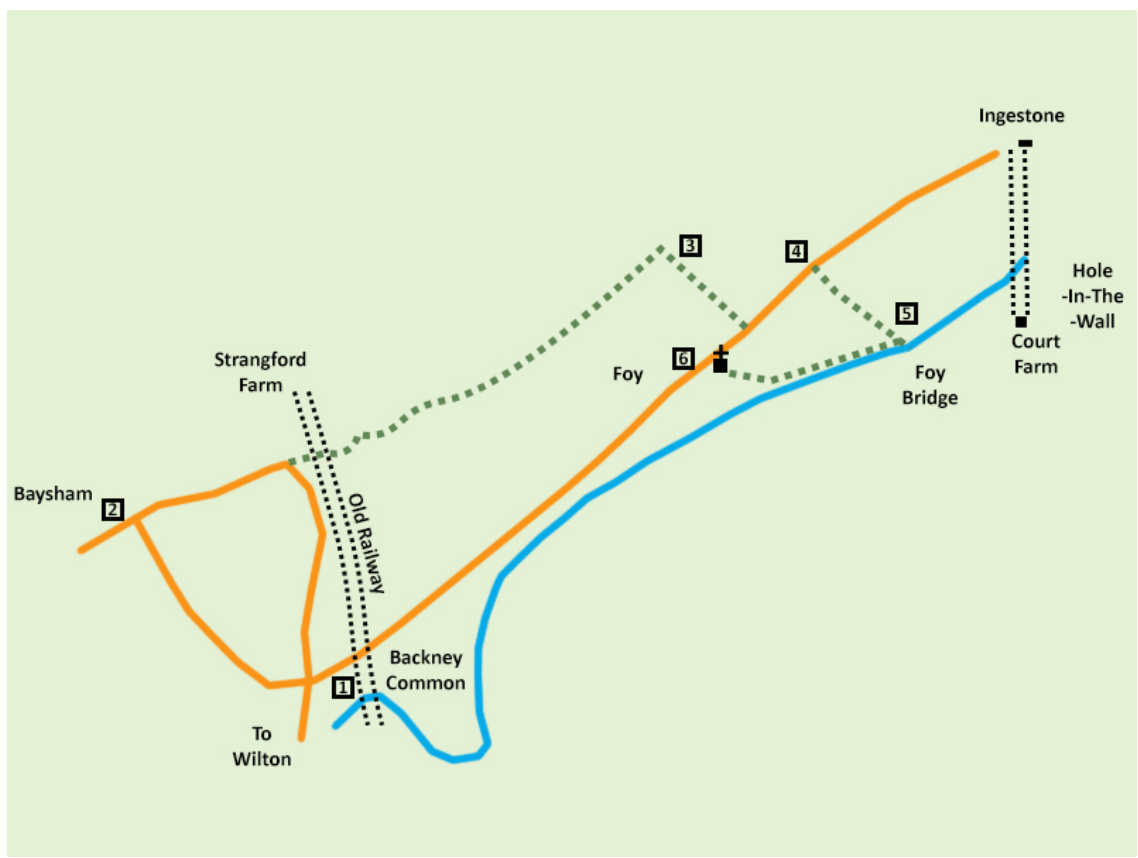 Ingestone
3
4
Hole
-In-The
-Wall
5
Court
Farm
6
Foy
Foy
Bridge
Strangford
Farm
Baysham
2
Old Railway
Backney
Common
1
To
Wilton